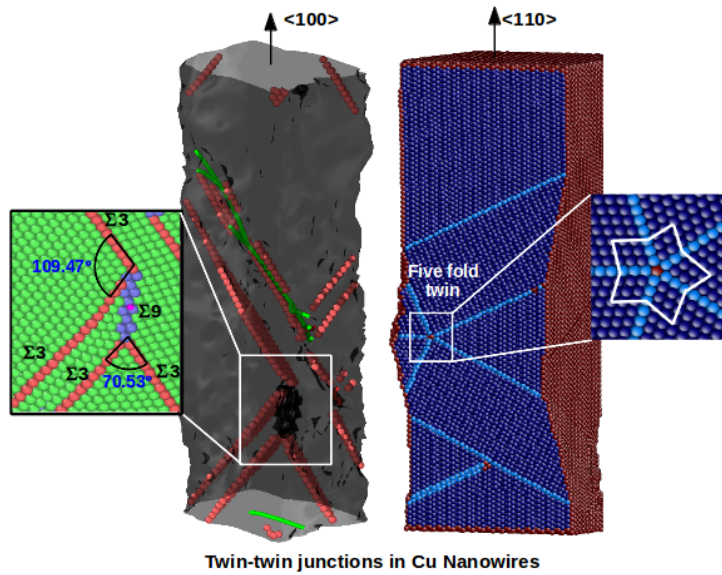 <100>
<110>
Σ3
109.47°
Σ9
Σ3
Σ3
Σ3
70.53°
Five fold
twin
Twin-twin junctions in Cu Nanowires